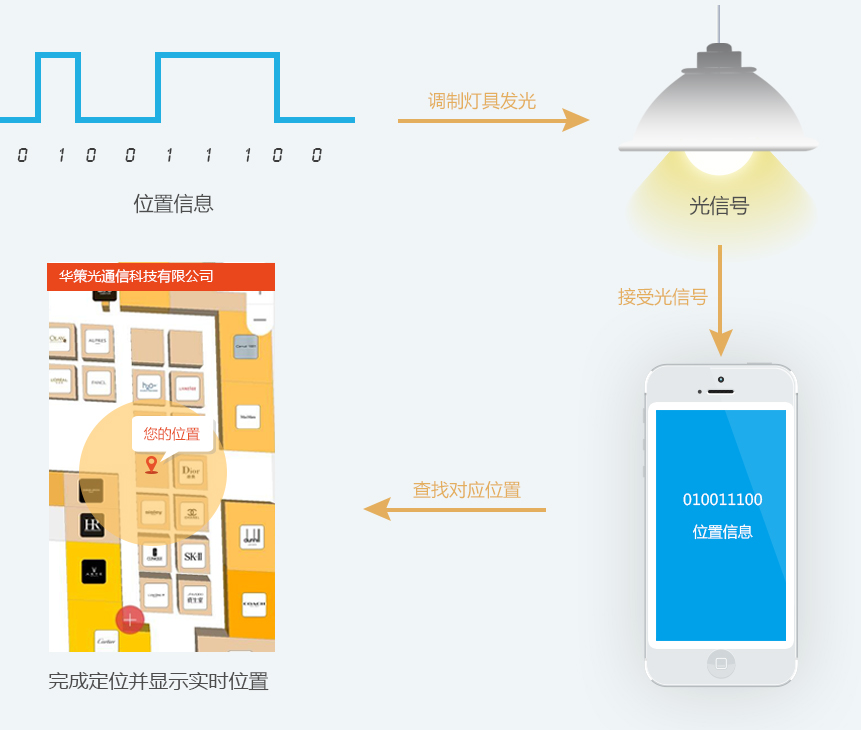 0 1 0 0 1 1 1 0 0
位置信息
调制灯具发光
光信号
接受光信号
010011100
位置信息
查找对应位置
华策光通信科技有限公司
OLAY
h2o+
您的位置
Dior
HR
dunhill
SK-II
COACH
Cartier
完成定位并显示实时位置